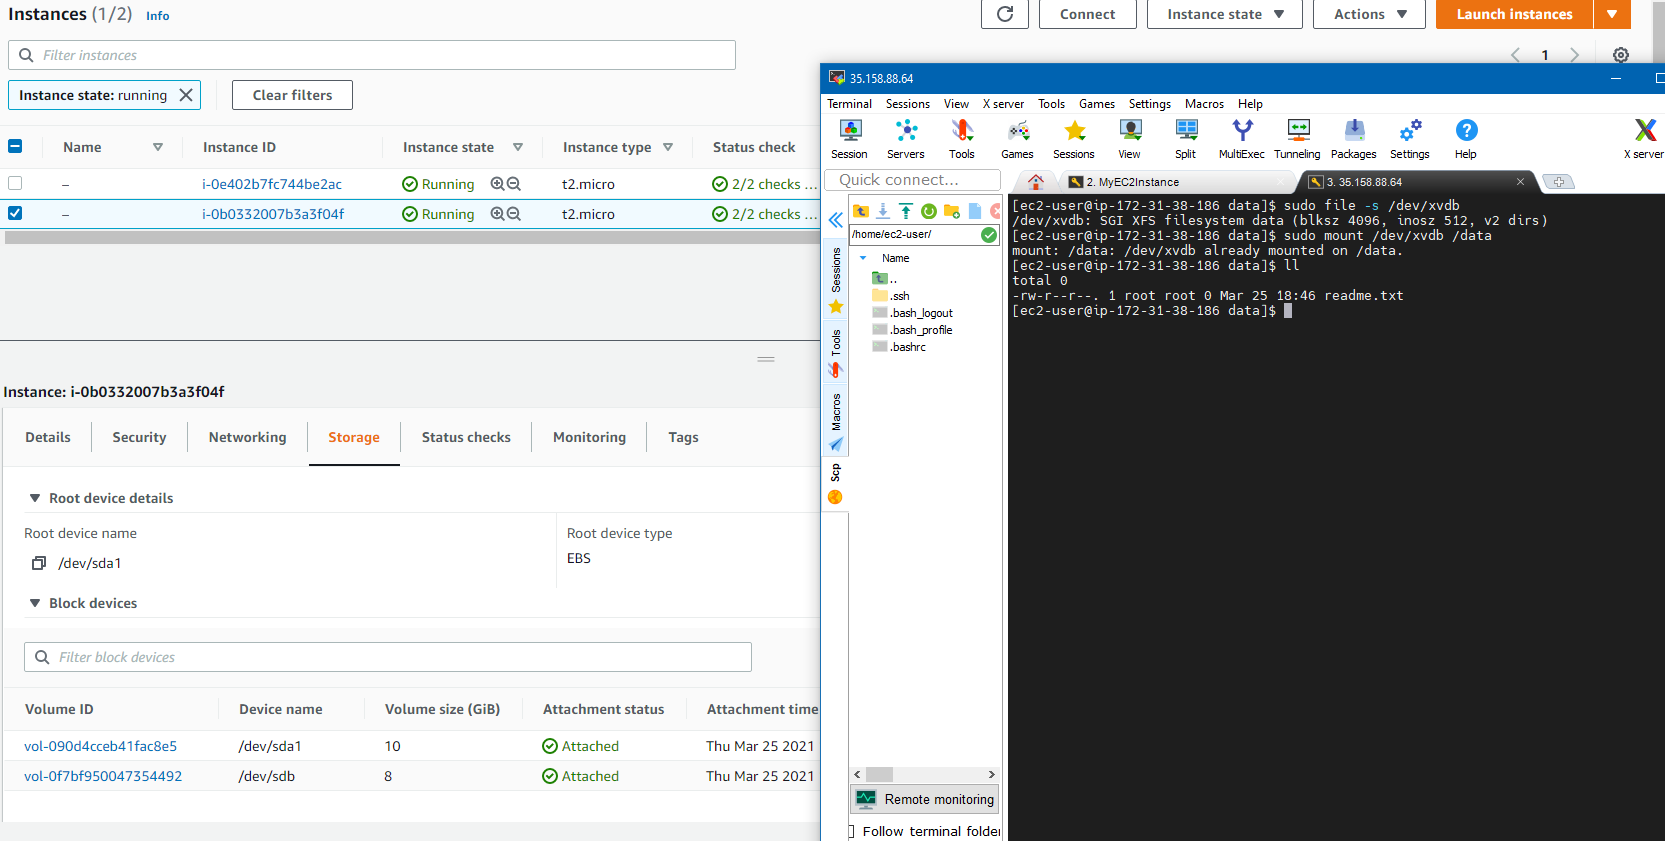 Instances (1/2) Info
Connect
Instance state
Actions
Launch instances
Filter instances
1
Instance state: running
Clear filters
Name
Instance ID
Instance state
Instance type
Status check
–
i-0e402b7fc744be2ac
Running
t2.micro
2/2 checks ...
–
i-0b0332007b3a3f04f
Running
t2.micro
2/2 checks ...
Instance: i-0b0332007b3a3f04f
Details
Security
Networking
Storage
Status checks
Monitoring
Tags
Root device details
Root device name
/dev/sda1
Root device type
EBS
Block devices
Filter block devices
Volume ID
Device name
Volume size (GiB)
Attachment status
Attachment time
vol-090d4cceb41fac8e5
/dev/sda1
10
Attached
Thu Mar 25 2021
vol-0f7bf950047354492
/dev/sdb
8
Attached
Thu Mar 25 2021
35.158.88.64
Terminal
Sessions
View
X server
Tools
Games
Settings
Macros
Help
Session
Servers
Tools
Games
Sessions
View
Split
MultiExec
Tunneling
Packages
Settings
Help
X server
Quick connect...
2. MyEC2Instance
3. 35.158.88.64
Sessions
Tools
Macros
Scp
/home/ec2-user/
Name
..
.ssh
.bash_logout
.bash_profile
.bashrc
Remote monitoring
Follow terminal folder
[ec2-user@ip-172-31-38-186 data]$ sudo file -s /dev/xvdb
/dev/xvdb: SGI XFS filesystem data (blksz 4096, inosz 512, v2 dirs)
[ec2-user@ip-172-31-38-186 data]$ sudo mount /dev/xvdb /data
mount: /data: /dev/xvdb already mounted on /data.
[ec2-user@ip-172-31-38-186 data]$ ll
total 0
-rw-r--r--. 1 root root 0 Mar 25 18:46 readme.txt
[ec2-user@ip-172-31-38-186 data]$